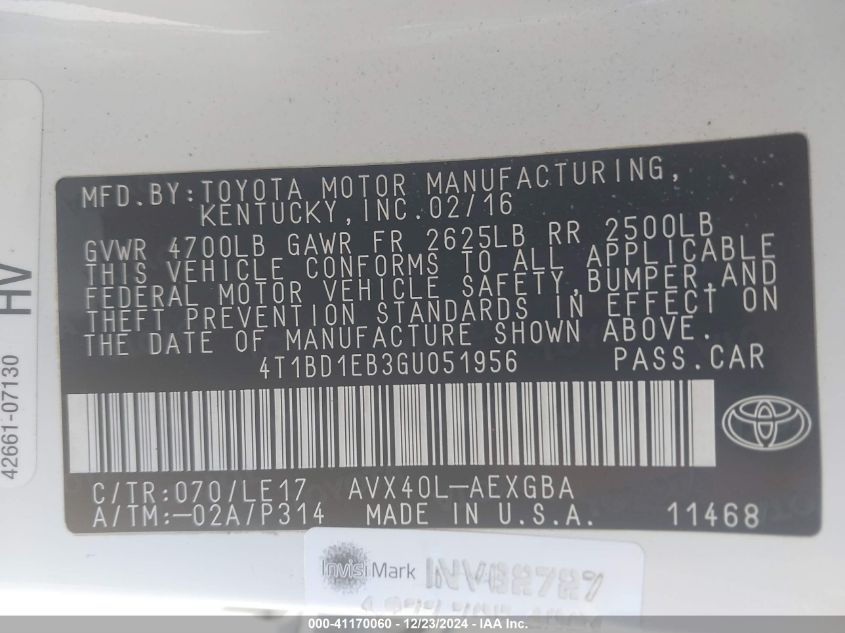 MFD.BY:TOYOTA MOTOR MANUFACTURING,
KENTUCKY,INC.02/16
GVWR 4700LB GAWR FR 2625LB RR 2500LB
THIS VEHICLE CONFORMS TO ALL APPLICABLE
FEDERAL MOTOR VEHICLE SAFETY,BUMPER,AND
THEFT PREVENTION STANDARDS IN EFFECT ON
THE DATE OF MANUFACTURE SHOWN ABOVE.
4T1BD1EB3GU051956 PASS.CAR
C/TR:070/LE17 AVX40L-AEXGBA
A/TM:-02A/P314 MADE IN U.S.A. 11468
42661-07130 HV
InvisiMark
000-41170060 - 12/23/2024 - IAA Inc.